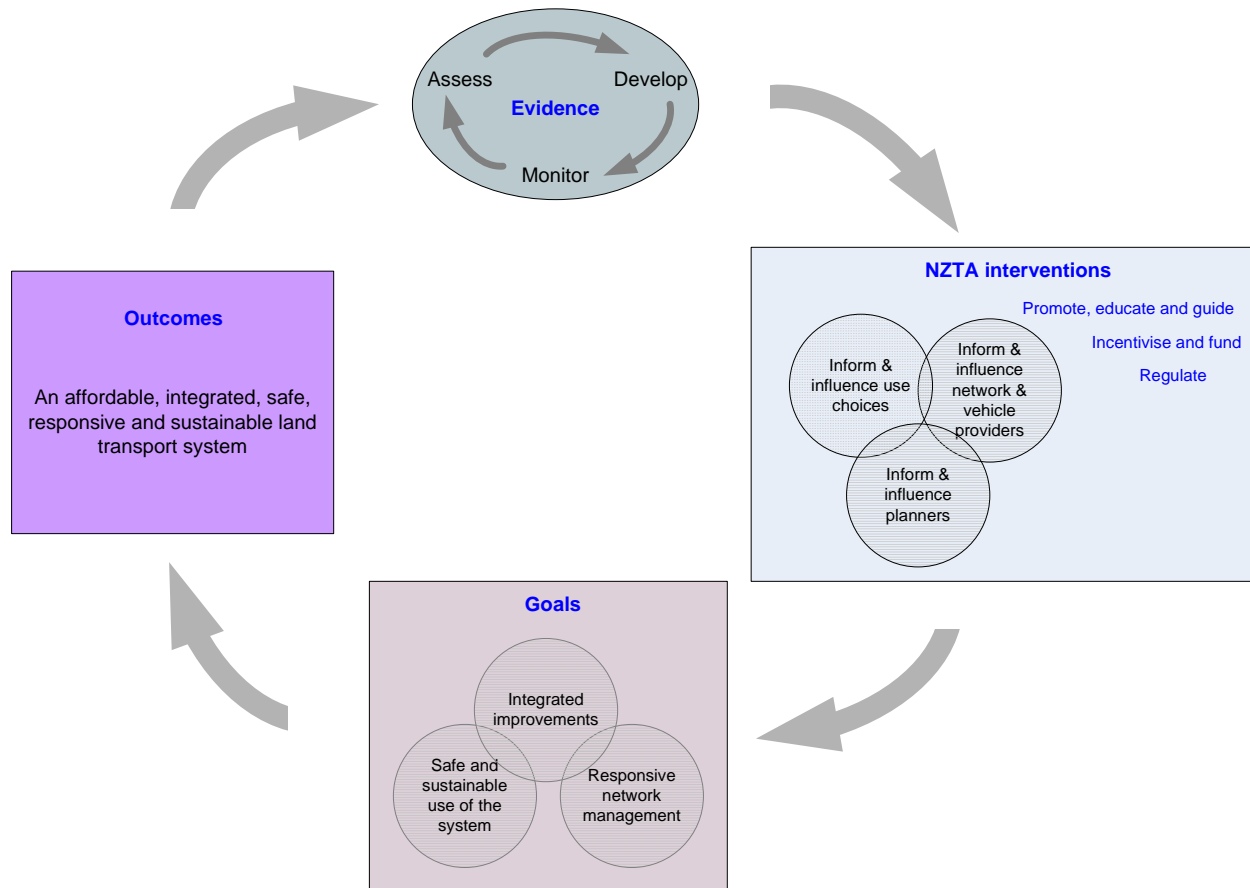 Assess
Develop
Evidence
Monitor
NZTA interventions
Promote, educate and guide
Incentivise and fund
Regulate
Inform &
influence use
choices
Inform &
influence
network &
vehicle
providers
Inform &
influence
planners
Outcomes
An affordable, integrated, safe,
responsive and sustainable land
transport system
Goals
Integrated
improvements
Safe and
sustainable
use of the
system
Responsive
network
management